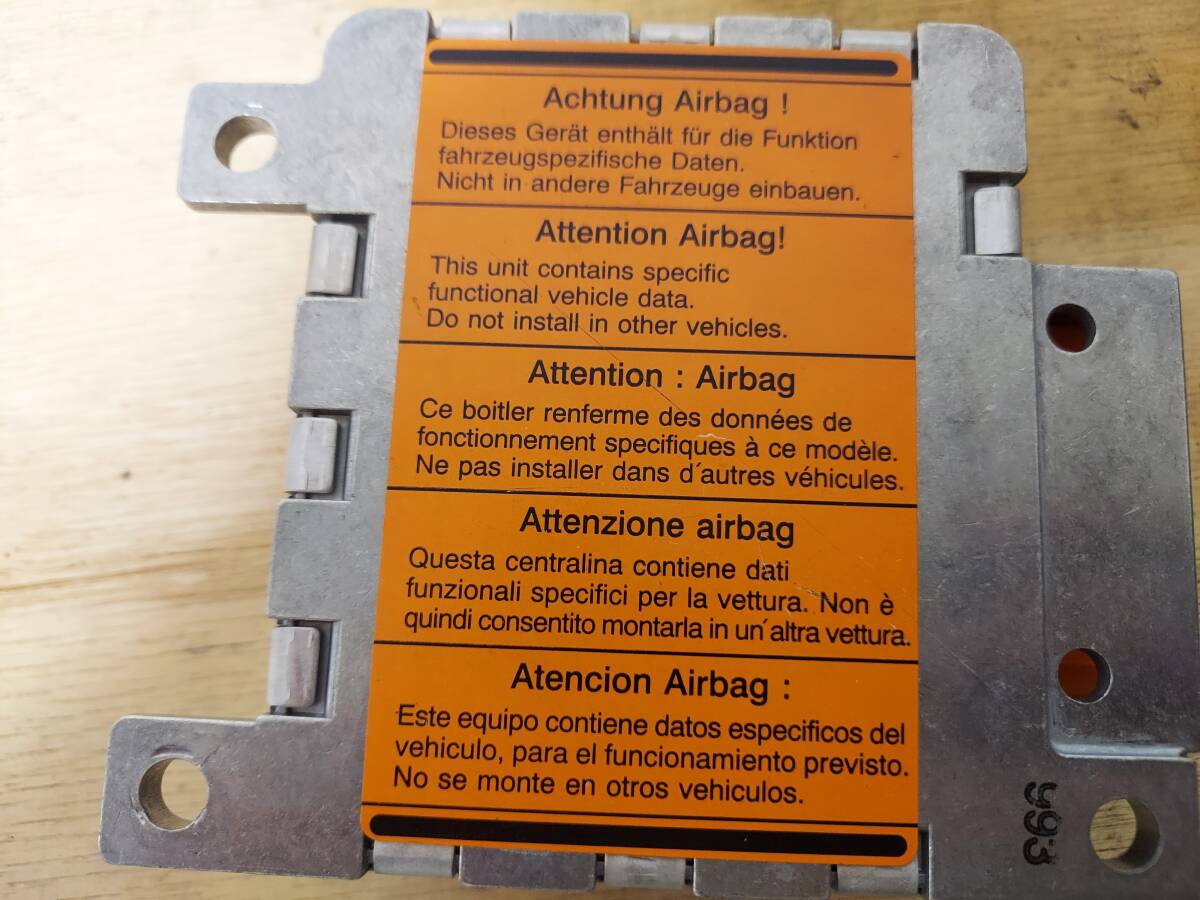 Achtung Airbag !
Dieses Gerät enthält für die Funktion
fahrzeugspezifische Daten.
Nicht in andere Fahrzeuge einbauen.
Attention Airbag!
This unit contains specific
functional vehicle data.
Do not install in other vehicles.
Attention : Airbag
Ce boitler renferme des données de
fonctionnement specifiques à ce modèle.
Ne pas installer dans d´autres véhicules.
Attenzione airbag
Questa centralina contiene dati
funzionali specifici per la vettura. Non è
quindi consentito montarla in un´altra vettura.
Atencion Airbag :
Este equipo contiene datos especificos del
vehiculo, para el funcionamiento previsto.
No se monte en otros vehiculos.